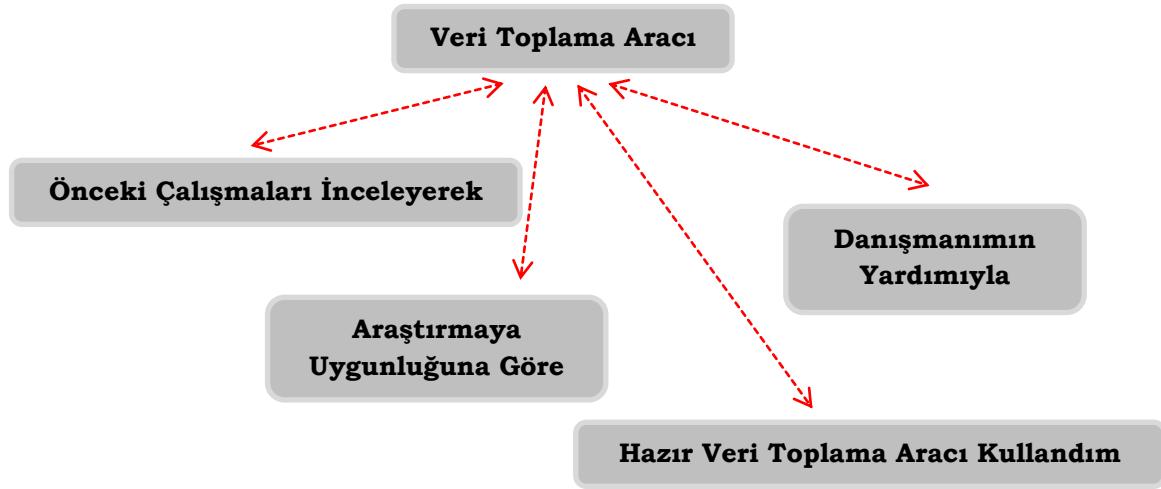 Veri Toplama Aracı
Önceki Çalışmaları İnceleyerek
Danışmanımın
Yardımıyla
Araştırmaya
Uygunluğuna Göre
Hazır Veri Toplama Aracı Kullandım